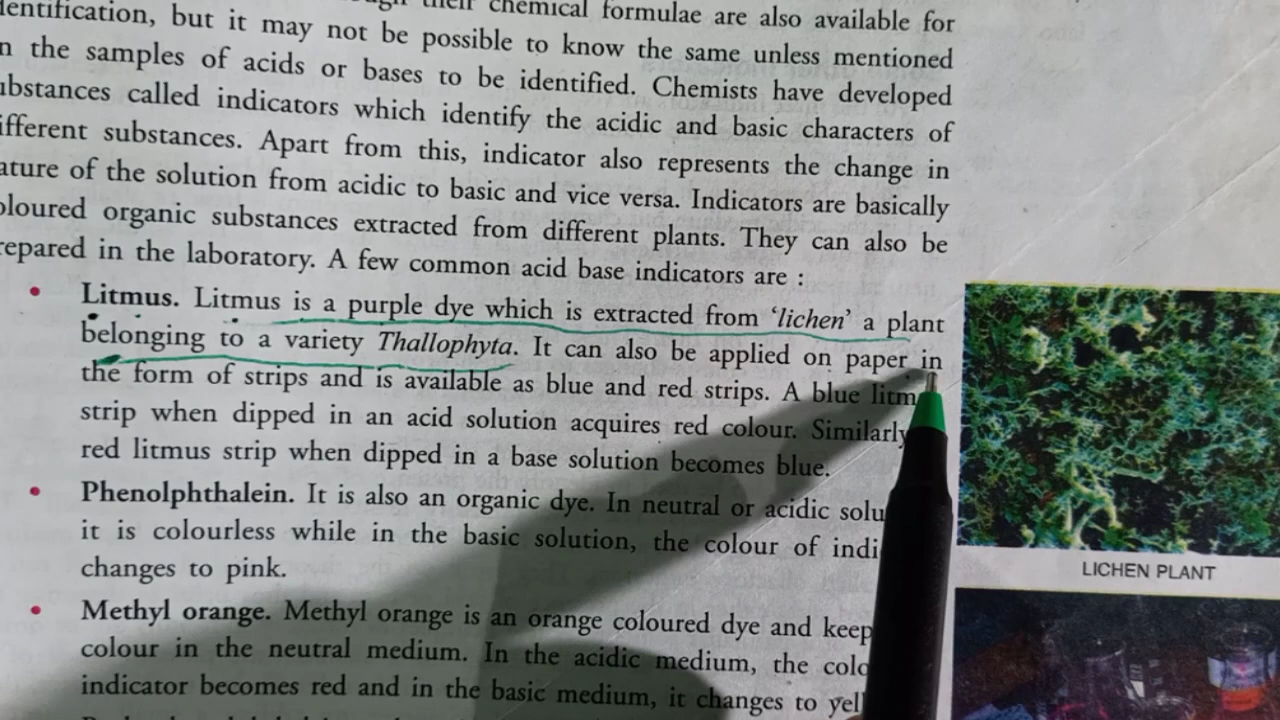 their chemical formulae are also available for
dentification, but it may not be possible to know the same unless mentioned
n the samples of acids or bases to be identified. Chemists have developed
ubstances called indicators which identify the acidic and basic characters of
ifferent substances. Apart from this, indicator also represents the change in
ature of the solution from acidic to basic and vice versa. Indicators are basically
oloured organic substances extracted from different plants. They can also be
repared in the laboratory. A few common acid base indicators are :
• Litmus. Litmus is a purple dye which is extracted from ‘lichen’ a plant
belonging to a variety Thallophyta. It can also be applied on paper in
the form of strips and is available as blue and red strips. A blue litm
strip when dipped in an acid solution acquires red colour. Similarly
red litmus strip when dipped in a base solution becomes blue.
• Phenolphthalein. It is also an organic dye. In neutral or acidic solu
it is colourless while in the basic solution, the colour of indi
changes to pink.
• Methyl orange. Methyl orange is an orange coloured dye and keep
colour in the neutral medium. In the acidic medium, the colo
indicator becomes red and in the basic medium, it changes to yell
LICHEN PLANT